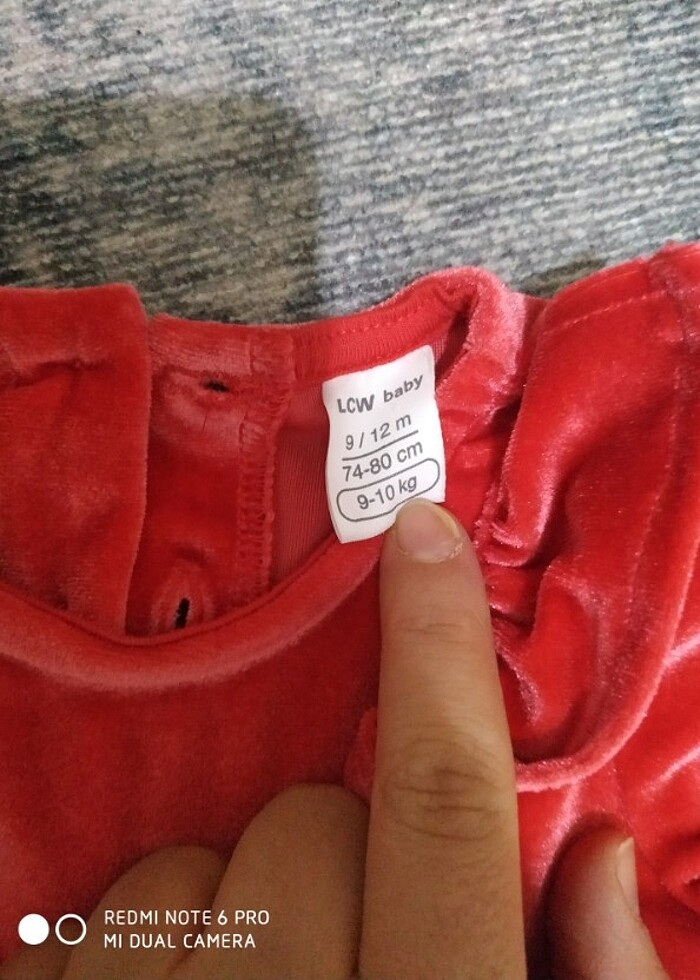 LCW baby
9 / 12 m
74-80 cm
9-10 kg
REDMI NOTE 6 PRO
MI DUAL CAMERA